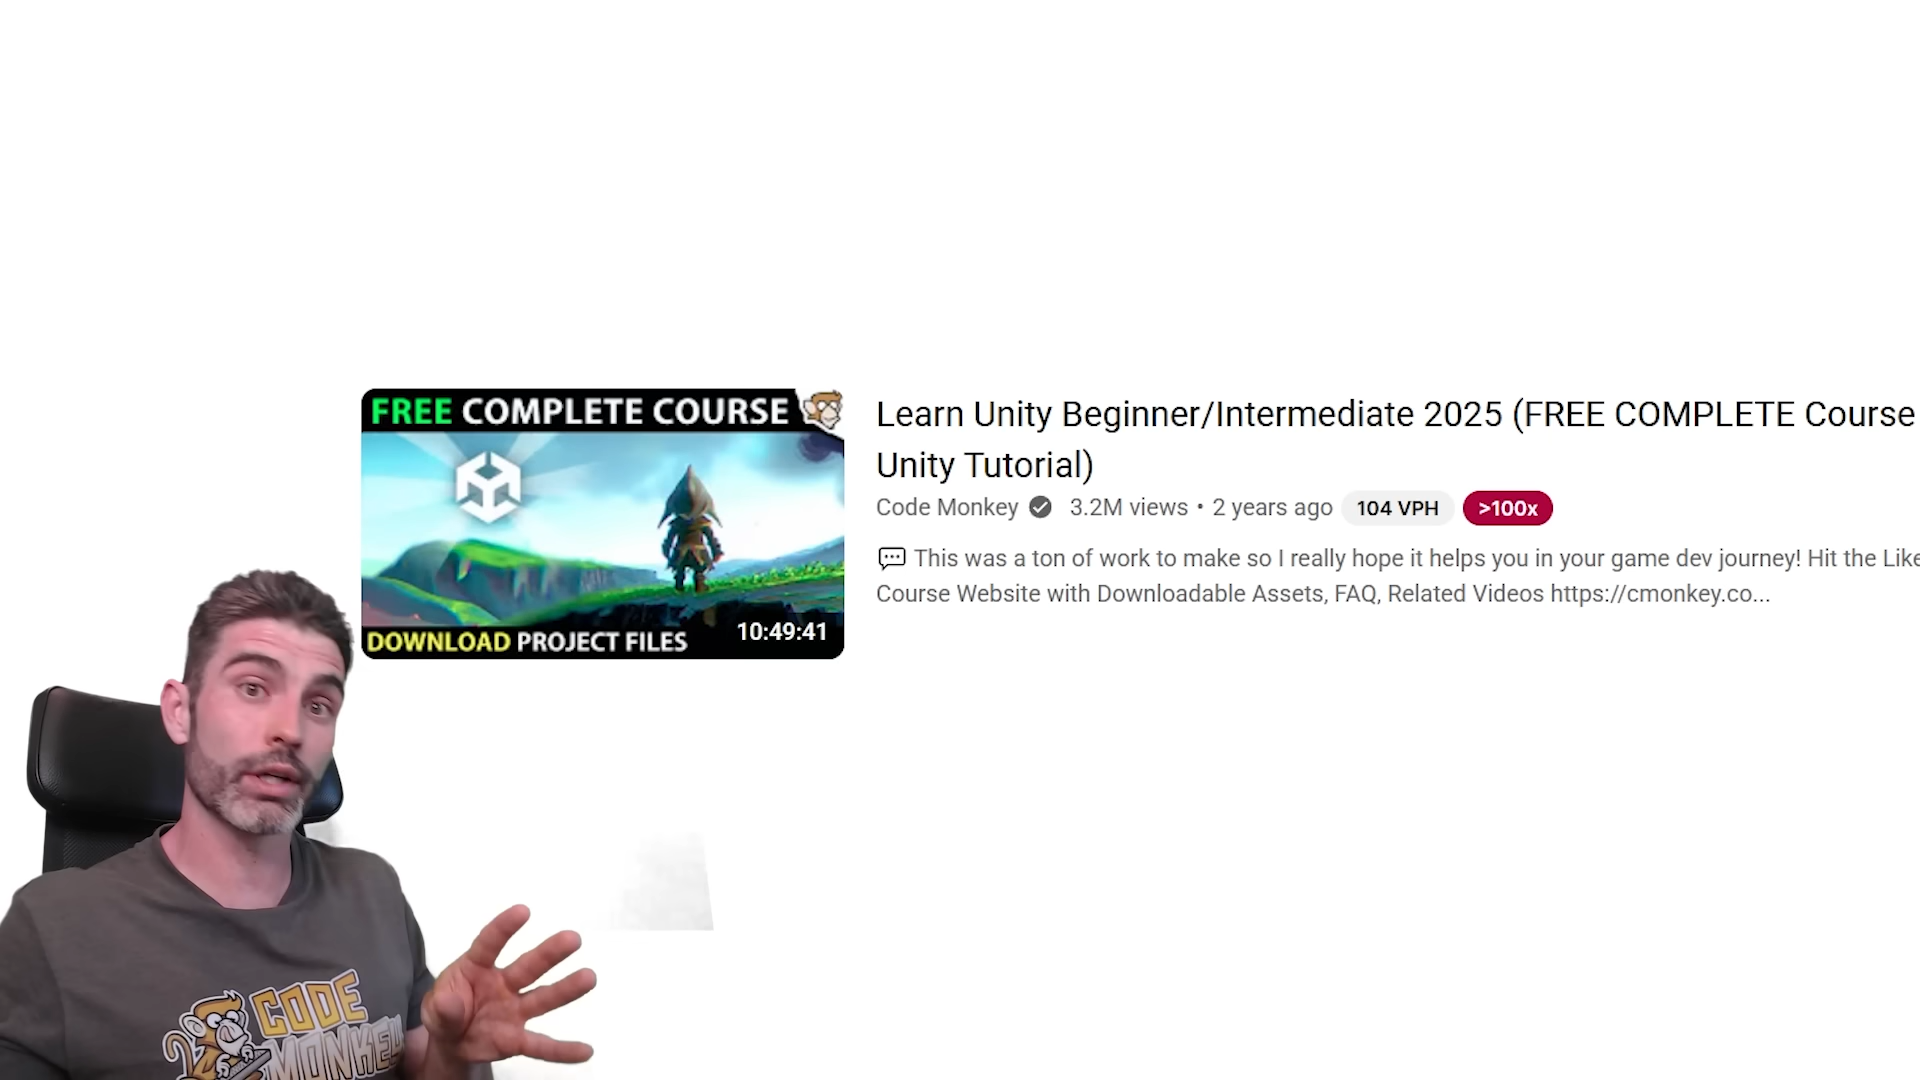 FREE COMPLETE COURSE
DOWNLOAD PROJECT FILES
10:49:41
Learn Unity Beginner/Intermediate 2025 (FREE COMPLETE Course
Unity Tutorial)
Code Monkey 3.2M views • 2 years ago 104 VPH >100x
This was a ton of work to make so I really hope it helps you in your game dev journey! Hit the Like
Course Website with Downloadable Assets, FAQ, Related Videos https://cmonkey.co...
CODE
MONKEY